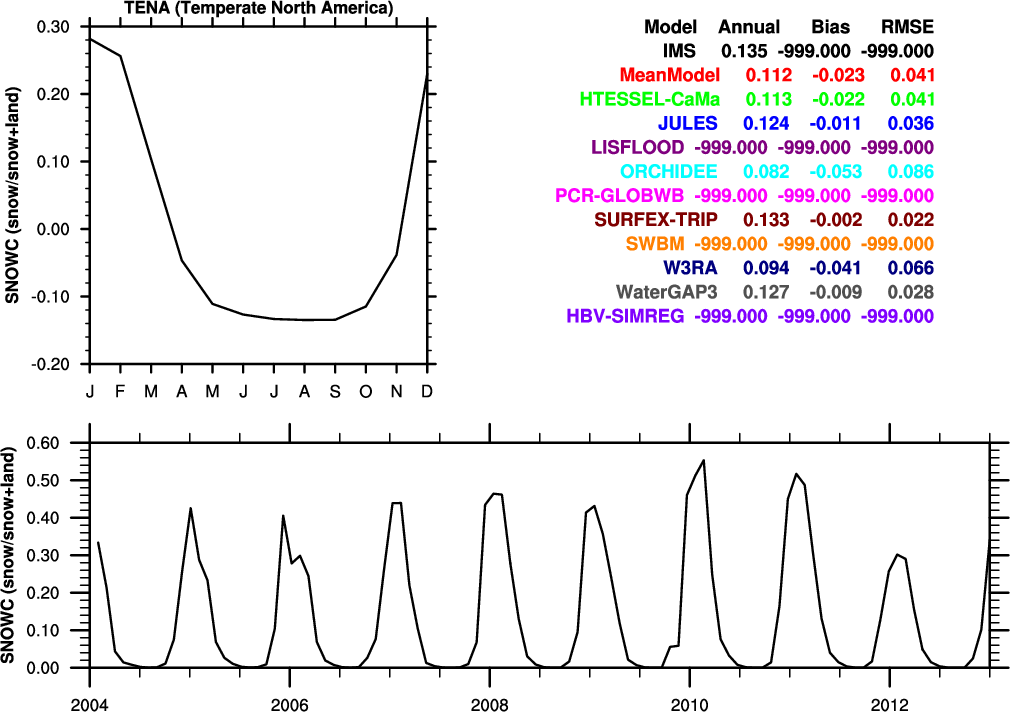 TENA (Temperate North America)
0.30
0.20
0.10
0.00
-0.10
-0.20
SNOWC (snow/snow+land)
J F M A M J J A S O N D
Model Annual Bias RMSE
IMS 0.135 -999.000 -999.000
MeanModel 0.112 -0.023 0.041
HTESSEL-CaMa 0.113 -0.022 0.041
JULES 0.124 -0.011 0.036
LISFLOOD -999.000 -999.000 -999.000
ORCHIDEE 0.082 -0.053 0.086
PCR-GLOBWB -999.000 -999.000 -999.000
SURFEX-TRIP 0.133 -0.002 0.022
SWBM -999.000 -999.000 -999.000
W3RA 0.094 -0.041 0.066
WaterGAP3 0.127 -0.009 0.028
HBV-SIMREG -999.000 -999.000 -999.000
0.60
0.50
0.40
0.30
0.20
0.10
0.00
SNOWC (snow/snow+land)
2004 2006 2008 2010 2012